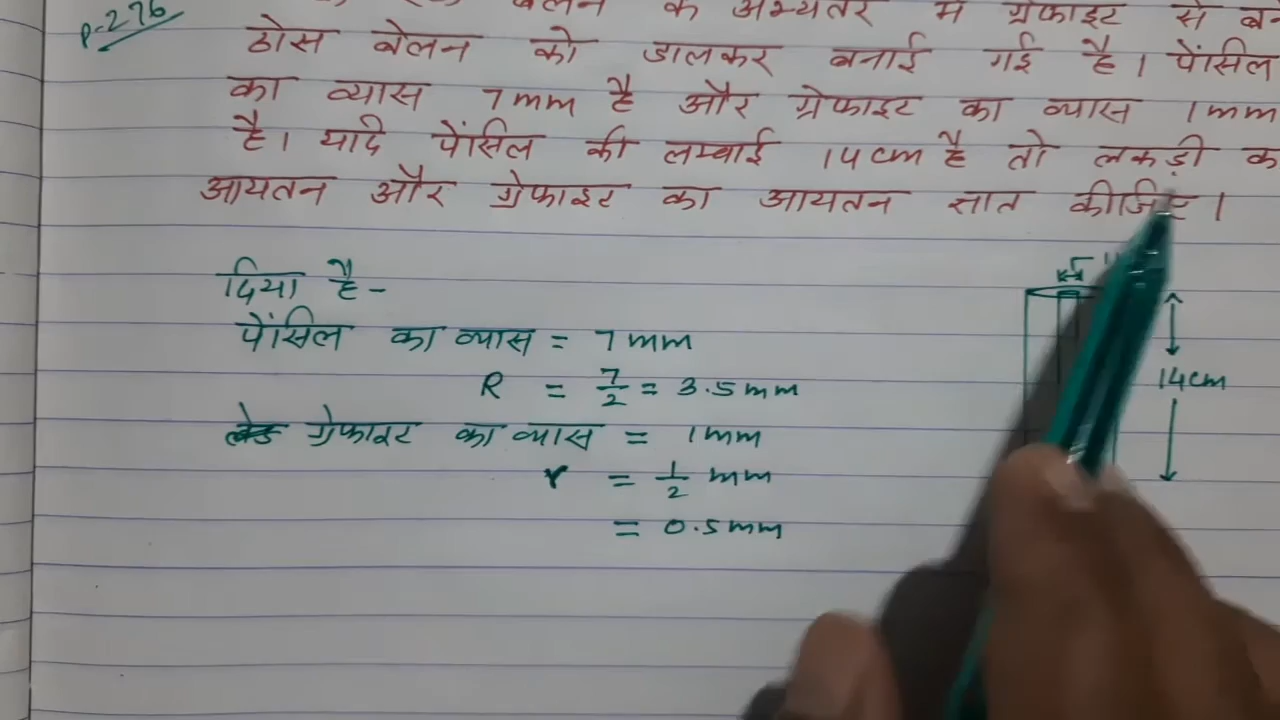 P-276
बेलन के अभ्यंतर में ग्रेफाइट से
ठोस बेलन को डालकर बनाई गई है। पेंसिल
का व्यास 7mm है और ग्रेफाइट का व्यास 1mm
है। यदि पेंसिल की लम्बाई 14cm है तो लकड़ी
आयतन और ग्रेफाइट का आयतन ज्ञात कीजिए।
दिया है-
पेंसिल का व्यास = 7mm
R = 7/2 = 3.5mm
14cm
ग्रेफाइट का व्यास = 1mm
r = 1/2 mm
= 0.5mm